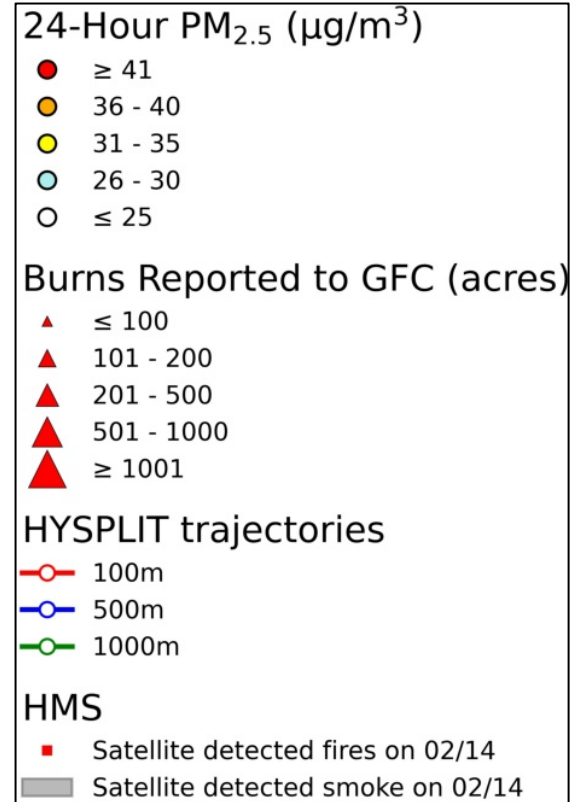 24-Hour PM₂.₅ (µg/m³)
≥ 41
36 - 40
31 - 35
26 - 30
≤ 25
Burns Reported to GFC (acres)
≤ 100
101 - 200
201 - 500
501 - 1000
≥ 1001
HYSPLIT trajectories
100m
500m
1000m
HMS
Satellite detected fires on 02/14
Satellite detected smoke on 02/14